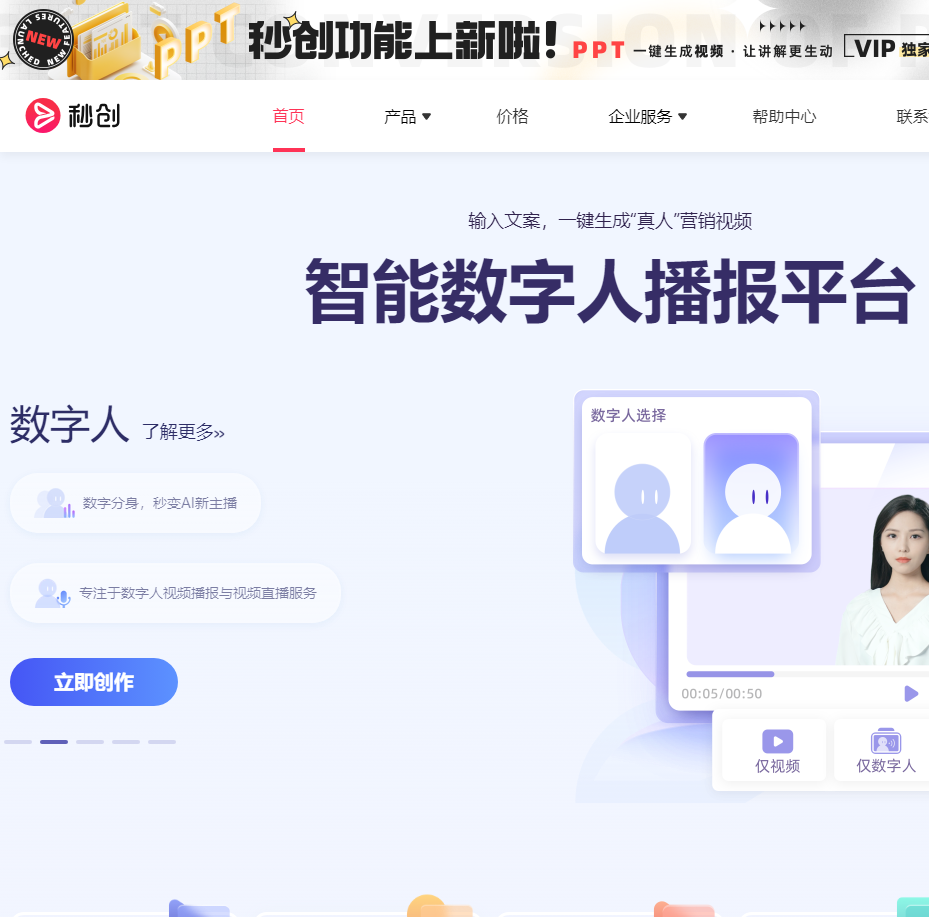 FEATURES LAUNCHED NEW
NEW
PPT
秒创功能上新啦！
PPT 一键生成视频 · 让讲解更生动
VIP 独家
秒创
首页 产品 价格 企业服务 帮助中心 联系
输入文案，一键生成“真人”营销视频
智能数字人播报平台
数字人 了解更多»
数字人选择
数字分身，秒变AI新主播
专注于数字人视频播报与视频直播服务
立即创作
00:05/00:50
仅视频 仅数字人